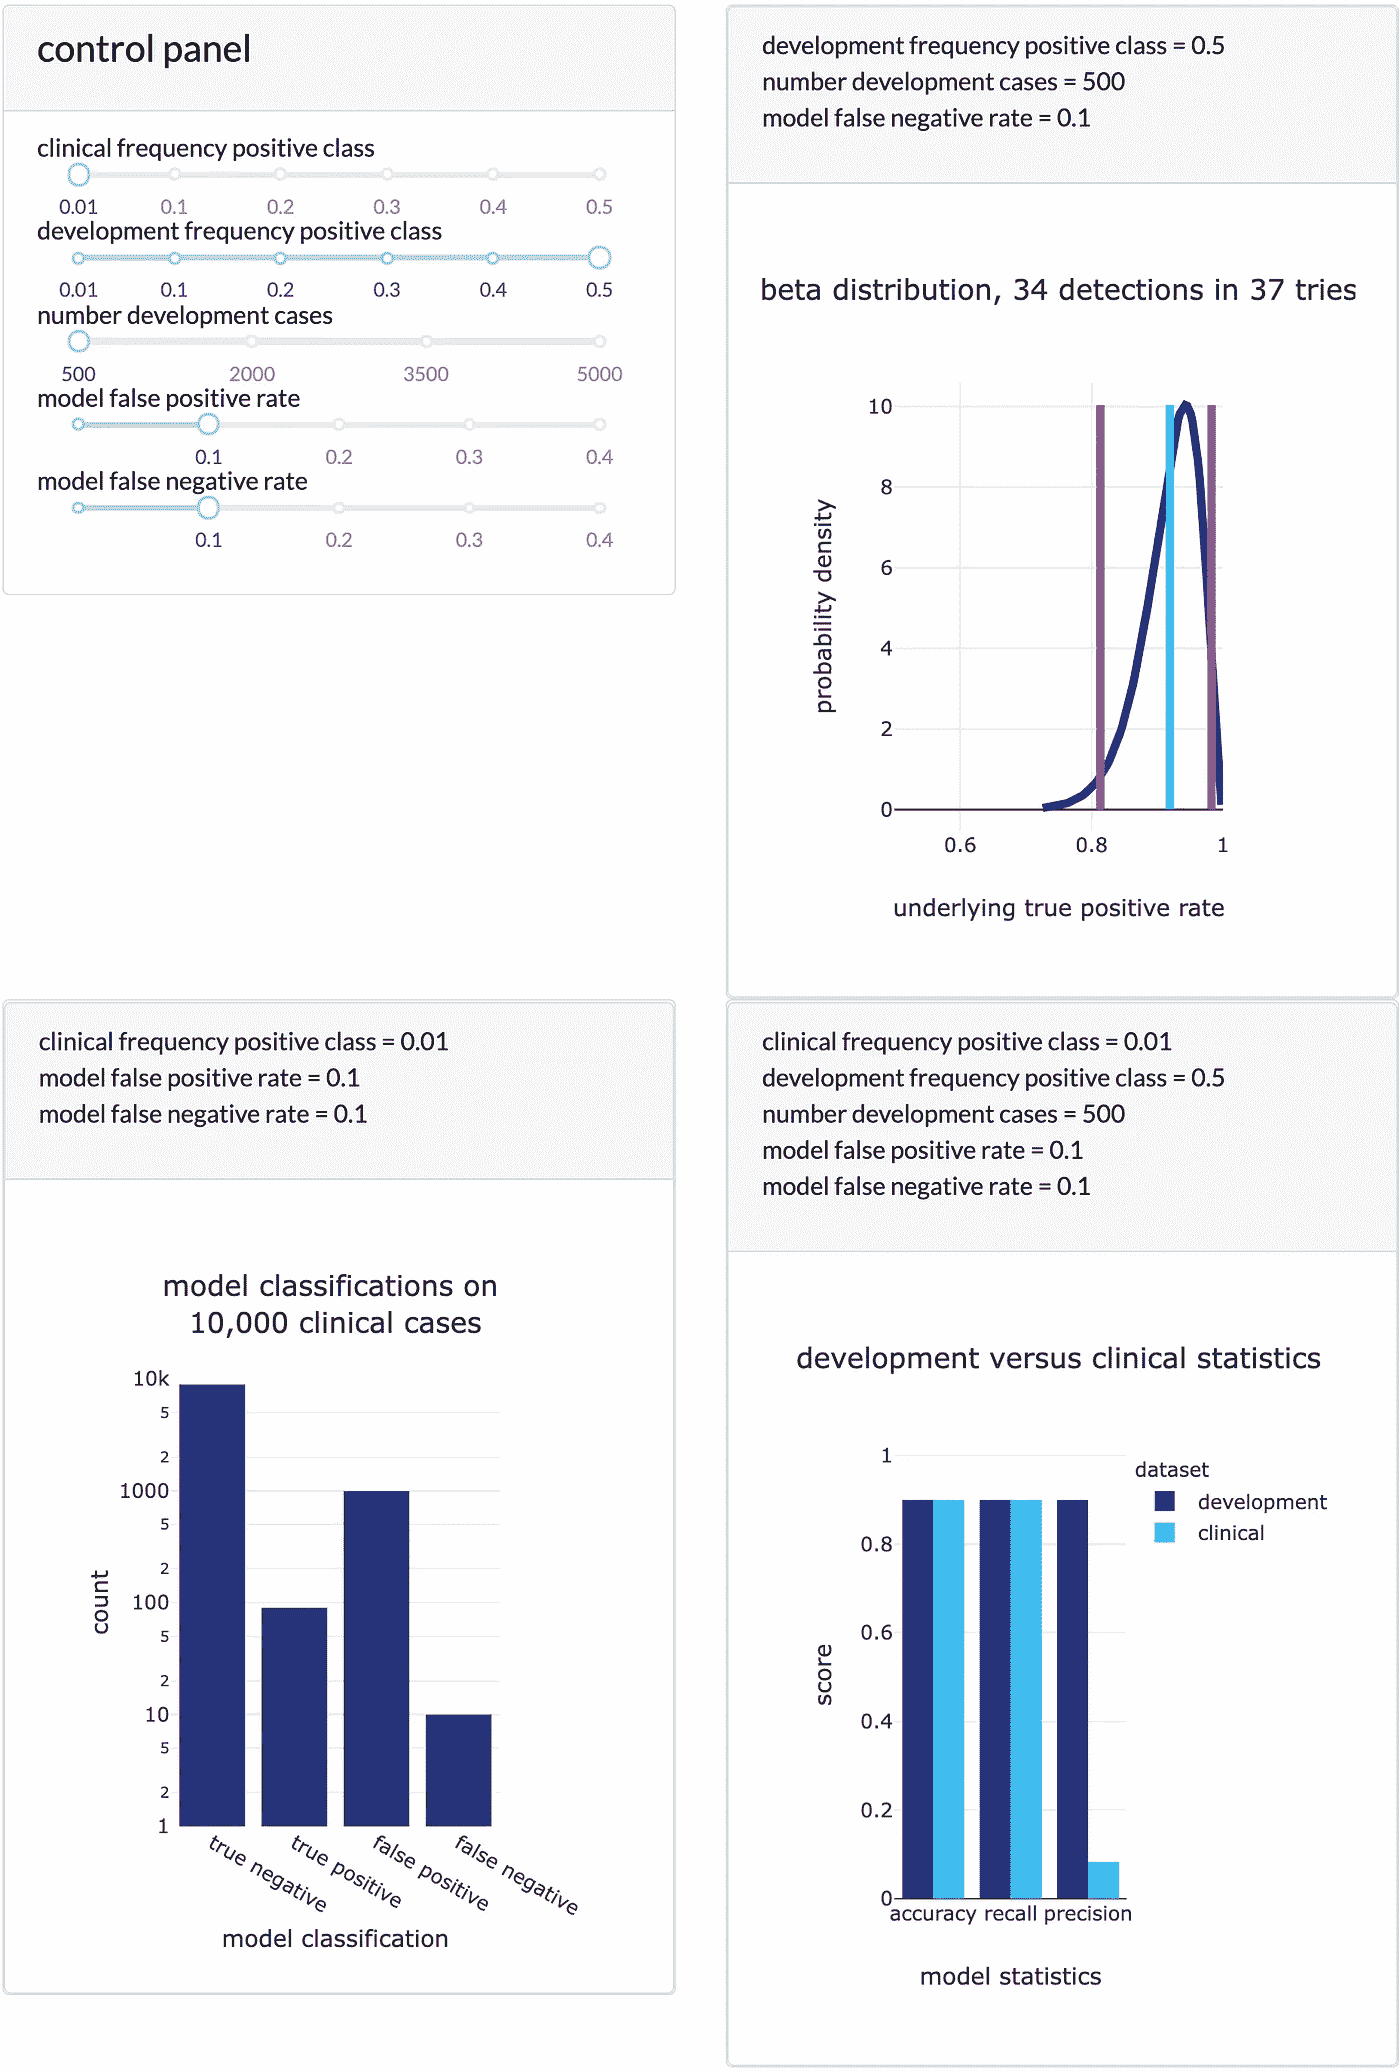 control panel
clinical frequency positive class
0.01 0.1 0.2 0.3 0.4 0.5
development frequency positive class
0.01 0.1 0.2 0.3 0.4 0.5
number development cases
500 2000 3500 5000
model false positive rate
0.1 0.2 0.3 0.4
model false negative rate
0.1 0.2 0.3 0.4
development frequency positive class = 0.5
number development cases = 500
model false negative rate = 0.1
beta distribution, 34 detections in 37 tries
10
8
6
4
2
0
probability density
0.6 0.8 1
underlying true positive rate
clinical frequency positive class = 0.01
model false positive rate = 0.1
model false negative rate = 0.1
model classifications on
10,000 clinical cases
10k
5
2
1000
5
2
100
5
2
10
5
2
1
count
true negative
true positive
false positive
false negative
model classification
clinical frequency positive class = 0.01
development frequency positive class = 0.5
number development cases = 500
model false positive rate = 0.1
model false negative rate = 0.1
development versus clinical statistics
1
0.8
0.6
0.4
0.2
0
score
dataset
development
clinical
accuracy recall precision
model statistics